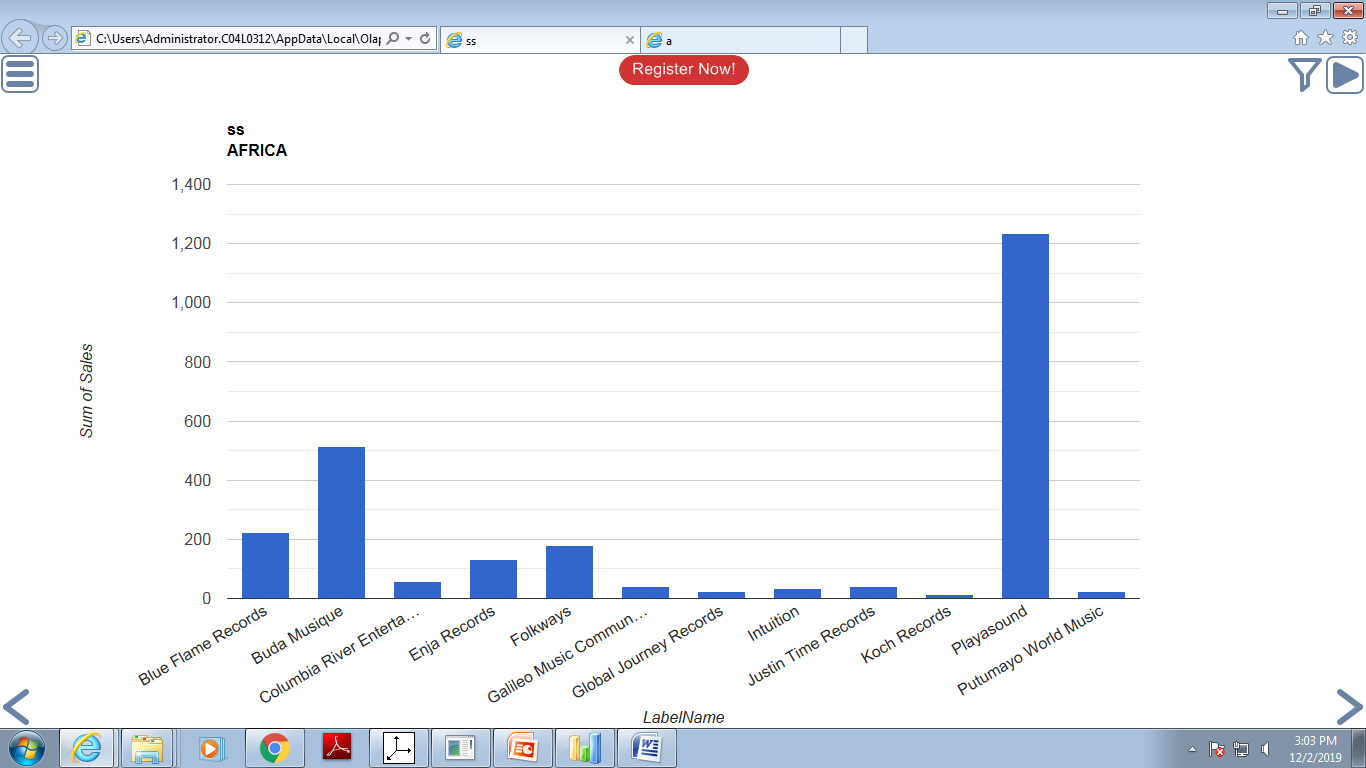 C:\Users\Administrator.C04L0312\AppData\Local\Olap
ss
a
Register Now!
ss
AFRICA
1,400
1,200
1,000
800
600
400
200
0
Sum of Sales
Blue Flame Records
Buda Musique
Columbia River Enterta…
Enja Records
Folkways
Galileo Music Commun…
Global Journey Records
Intuition
Justin Time Records
Koch Records
Playasound
Putumayo World Music
LabelName
3:03 PM
12/2/2019